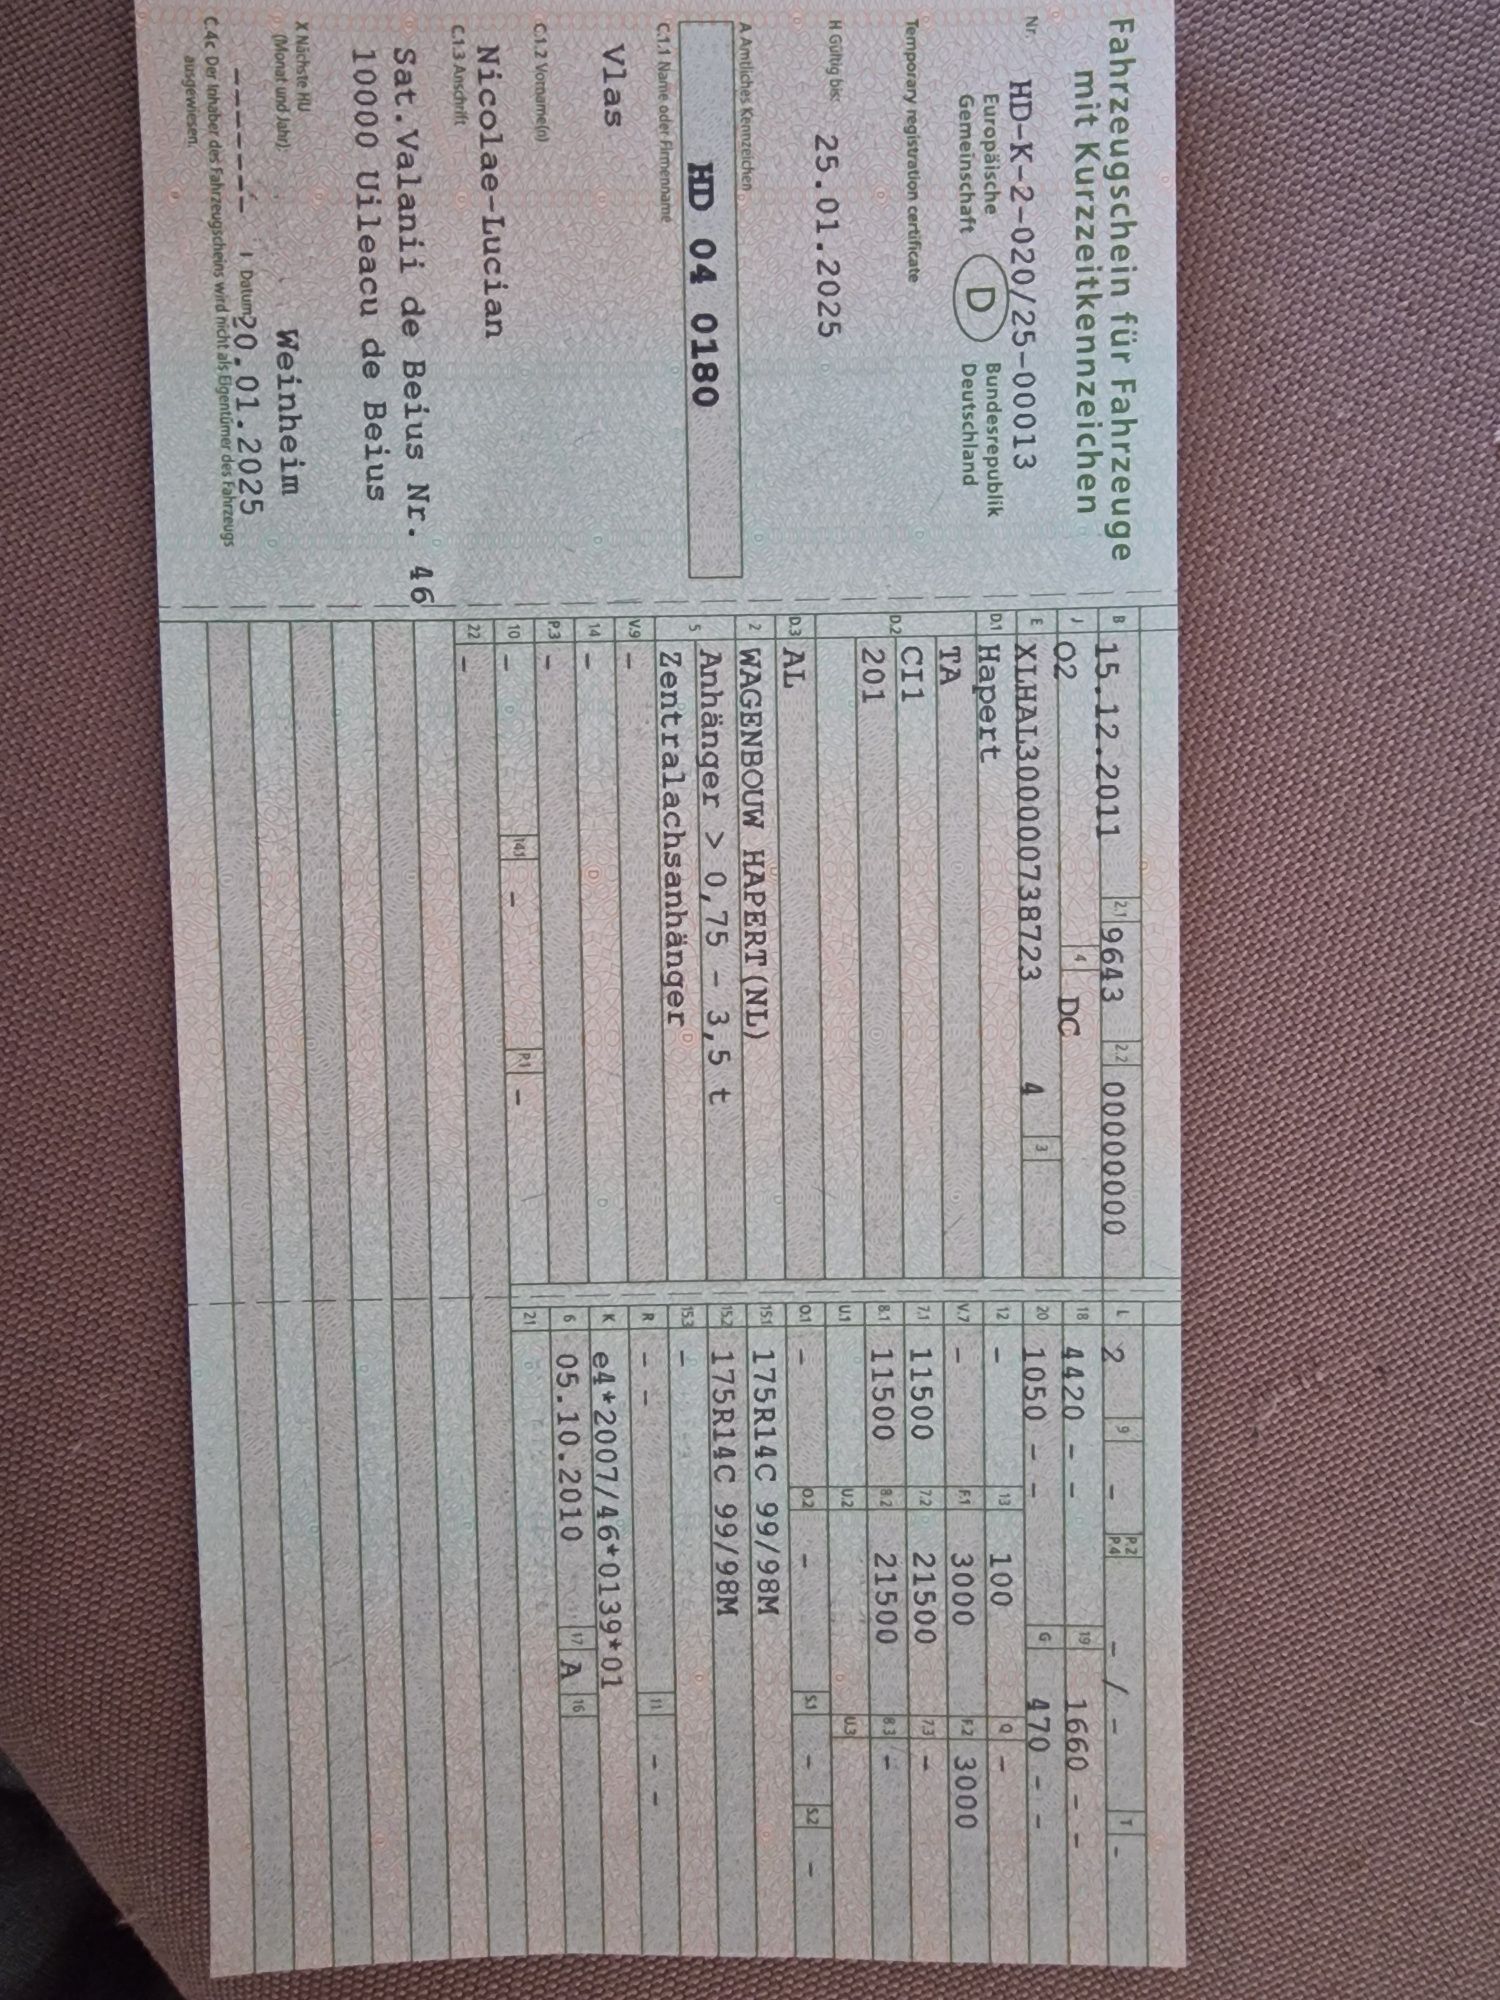 Fahrzeugschein für Fahrzeuge
mit Kurzzeitkennzeichen
Nr. HD-K-2-020/25-00013
Europäische
Gemeinschaft
D
Bundesrepublik
Deutschland
Temporary registration certificate
H Gültig bis: 25.01.2025
A Amtliches Kennzeichen
HD 04 0180
C.1.1 Name oder Firmenname
Vlas
C.1.2 Vorname(n)
Nicolae-Lucian
C.1.3 Anschrift
Sat.Valanii de Beius Nr. 46
10000 Uileacu de Beius
X Nächste HU
(Monat und Jahr):
Weinheim
------- Datum 20.01.2025
C.4c Der Inhaber des Fahrzeugscheins wird nicht als Eigentümer des Fahrzeugs
ausgewiesen.
B 15.12.2011 2.1 9643 2.2 00000000
J O2 4 DC
E XLHAL300000738723 4 3
D.1 Hapert
TA
D.2 CI1
201
D.3 AL
2 WAGENBOUW HAPERT(NL)
5 Anhänger > 0,75 - 3,5 t
Zentralachsanhänger
V.9 -
14 -
P.3 -
10 - 14.1 - P.1 -
22 -
L 2 9 - P.2 P.4 - / - T -
18 4420 - - 19 1660 - -
20 1050 - - G 470 - -
12 - 13 100 Q -
V.7 - F.1 3000 F.2 3000
7.1 11500 7.2 21500 7.3 -
8.1 11500 8.2 21500 8.3 -
U.1 U.2 U.3
O.1 - O.2 - S.1 - S.2 -
15.1 175R14C 99/98M
15.2 175R14C 99/98M
15.3 -
R - - 11 - -
K e4*2007/46*0139*01
6 05.10.2010 17 A 16
21